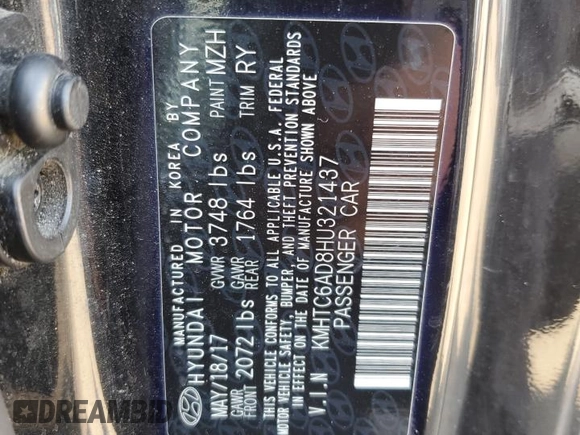 MANUFACTURED IN KOREA BY
HYUNDAI MOTOR COMPANY
MAY/18/17 GVWR 3748 lbs PAINT MZH
GAWR FRONT 2072 lbs GAWR REAR 1764 lbs TRIM RY
THIS VEHICLE CONFORMS TO ALL APPLICABLE U.S.A. FEDERAL
MOTOR VEHICLE SAFETY, BUMPER, AND THEFT PREVENTION STANDARDS
IN EFFECT ON THE DATE OF MANUFACTURE SHOWN ABOVE
V.I.N KMHTC6AD8HU321437
PASSENGER CAR
DREAMBID